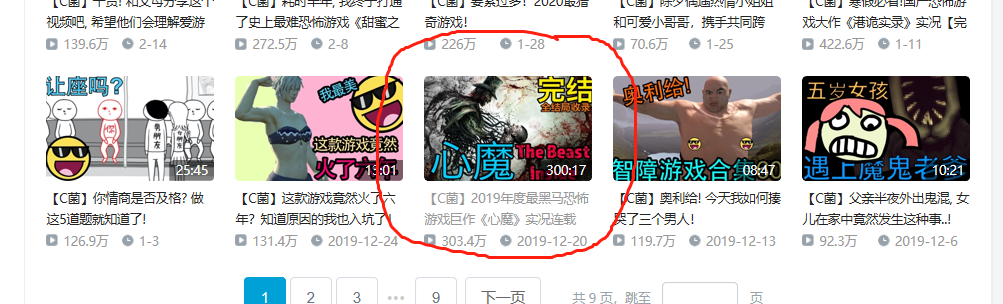 【C菌】干货! 和父母分享这个
视频吧, 希望他们会理解爱游
139.6万 2-14
【C菌】耗时半年, 我终于打通
了史上最难恐怖游戏《甜蜜之
272.5万 2-8
【C菌】要素过多！2020最猎
奇游戏!
226万 1-28
【C菌】除夕偶遇热情小姐姐
和可爱小哥哥，携手共同跨
70.6万 1-25
【C菌】寒假必看!国产恐怖游
戏大作《港诡实录》实况【完
422.6万 1-11
让座吗?
你
男朋友
25:45
【C菌】你情商是否及格? 做
这5道题就知道了!
126.9万 1-3
我最美
这款游戏竟然
火了六年
13:01
【C菌】这款游戏竟然火了六
年？知道原因的我也入坑了!
131.4万 2019-12-24
完结
全结局收录
心魔
The Beast
In
300:17
【C菌】2019年度最黑马恐怖
游戏巨作《心魔》实况连载
303.4万 2019-12-20
奥利给!
智障游戏合集
08:47
【C菌】奥利给! 今天我如何揍
哭了三个男人!
119.7万 2019-12-13
五岁女孩
遇上魔鬼老爸
10:21
【C菌】父亲半夜外出鬼混, 女
儿在家中竟然发生这种事..!
92.3万 2019-12-6
1 2 3 ••• 9 下一页 共 9 页, 跳至 页